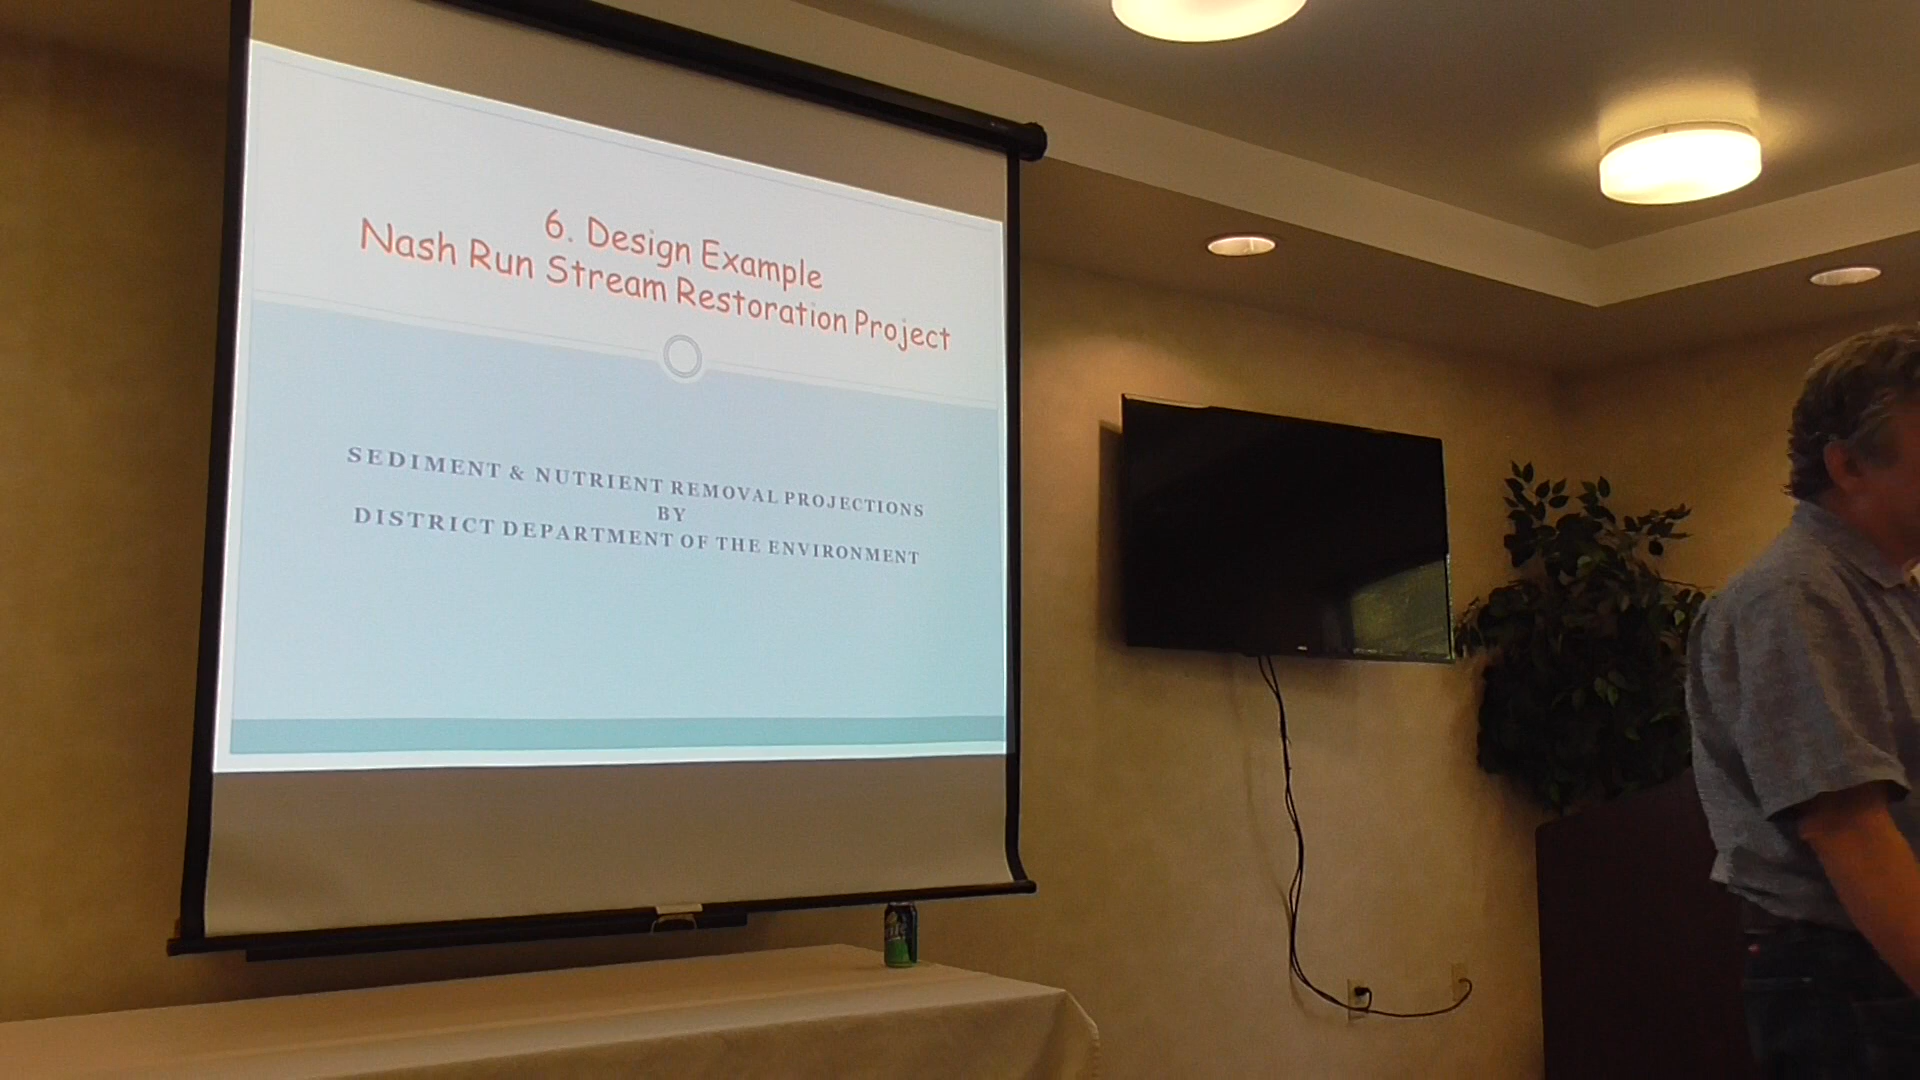 6. Design Example
Nash Run Stream Restoration Project
SEDIMENT & NUTRIENT REMOVAL PROJECTIONS
BY
DISTRICT DEPARTMENT OF THE ENVIRONMENT